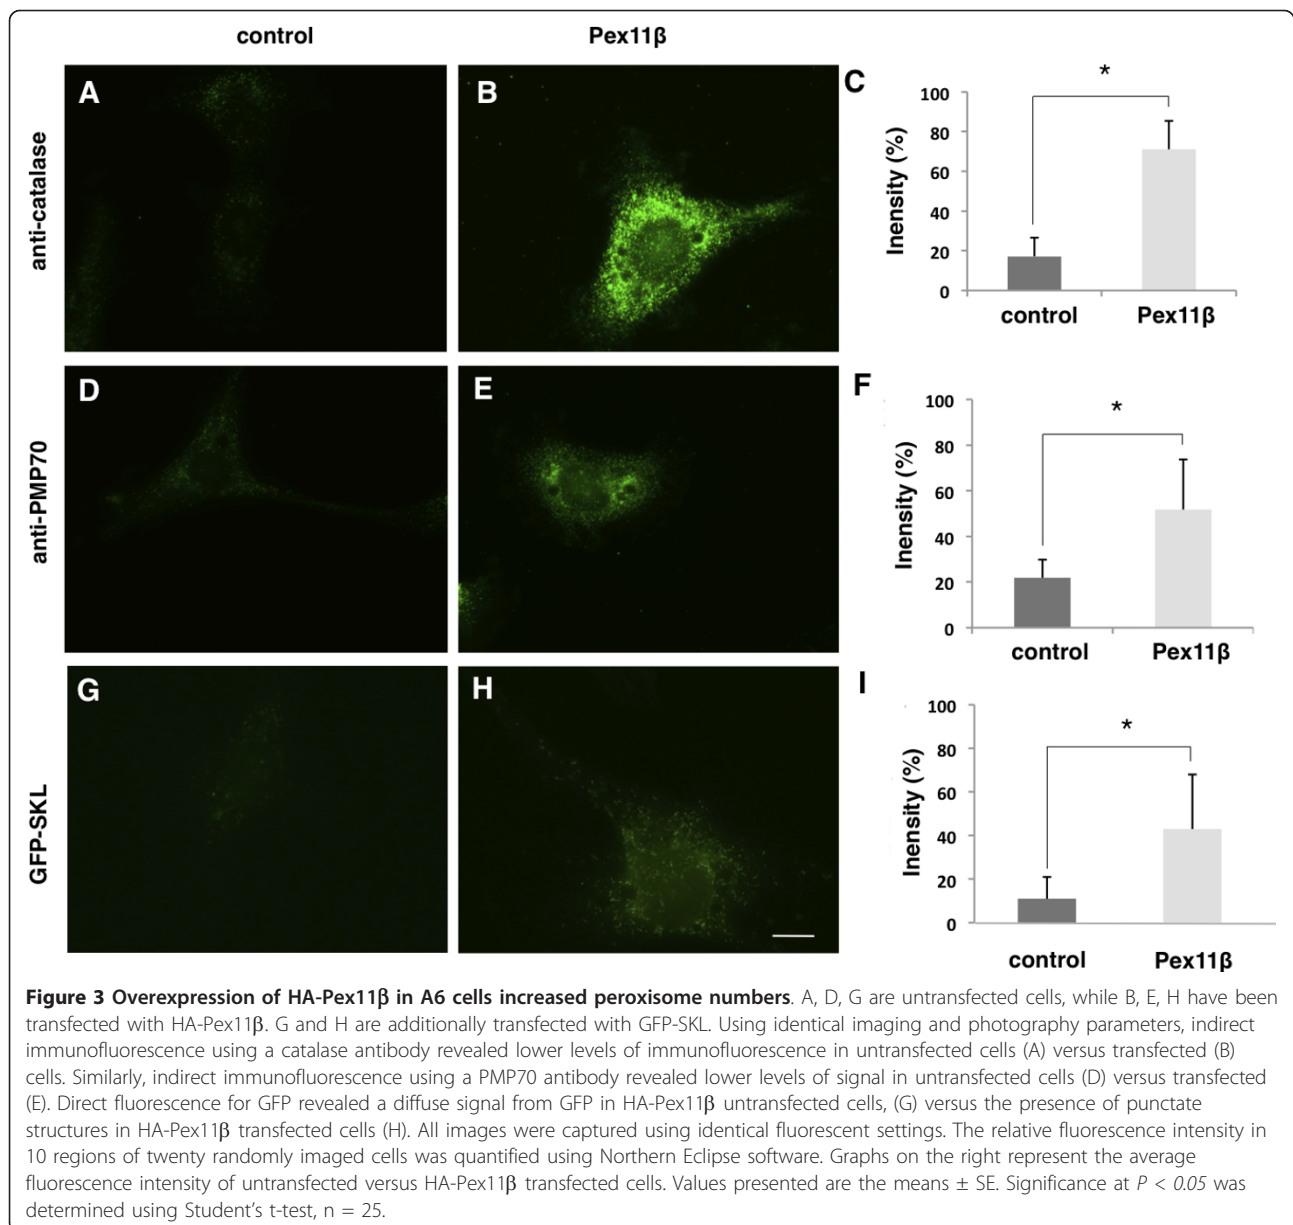 control
Pex11β
anti-catalase
A
B
C
*
Inensity (%)
100
80
60
40
20
0
control
Pex11β
anti-PMP70
D
E
F
*
Inensity (%)
100
80
60
40
20
0
control
Pex11β
GFP-SKL
G
H
I
*
Inensity (%)
100
80
60
40
20
0
control
Pex11β
Figure 3 Overexpression of HA-Pex11β in A6 cells increased peroxisome numbers. A, D, G are untransfected cells, while B, E, H have been
transfected with HA-Pex11β. G and H are additionally transfected with GFP-SKL. Using identical imaging and photography parameters, indirect
immunofluorescence using a catalase antibody revealed lower levels of immunofluorescence in untransfected cells (A) versus transfected (B)
cells. Similarly, indirect immunofluorescence using a PMP70 antibody revealed lower levels of signal in untransfected cells (D) versus transfected
(E). Direct fluorescence for GFP revealed a diffuse signal from GFP in HA-Pex11β untransfected cells, (G) versus the presence of punctate
structures in HA-Pex11β transfected cells (H). All images were captured using identical fluorescent settings. The relative fluorescence intensity in
10 regions of twenty randomly imaged cells was quantified using Northern Eclipse software. Graphs on the right represent the average
fluorescence intensity of untransfected versus HA-Pex11β transfected cells. Values presented are the means ± SE. Significance at P < 0.05 was
determined using Student's t-test, n = 25.